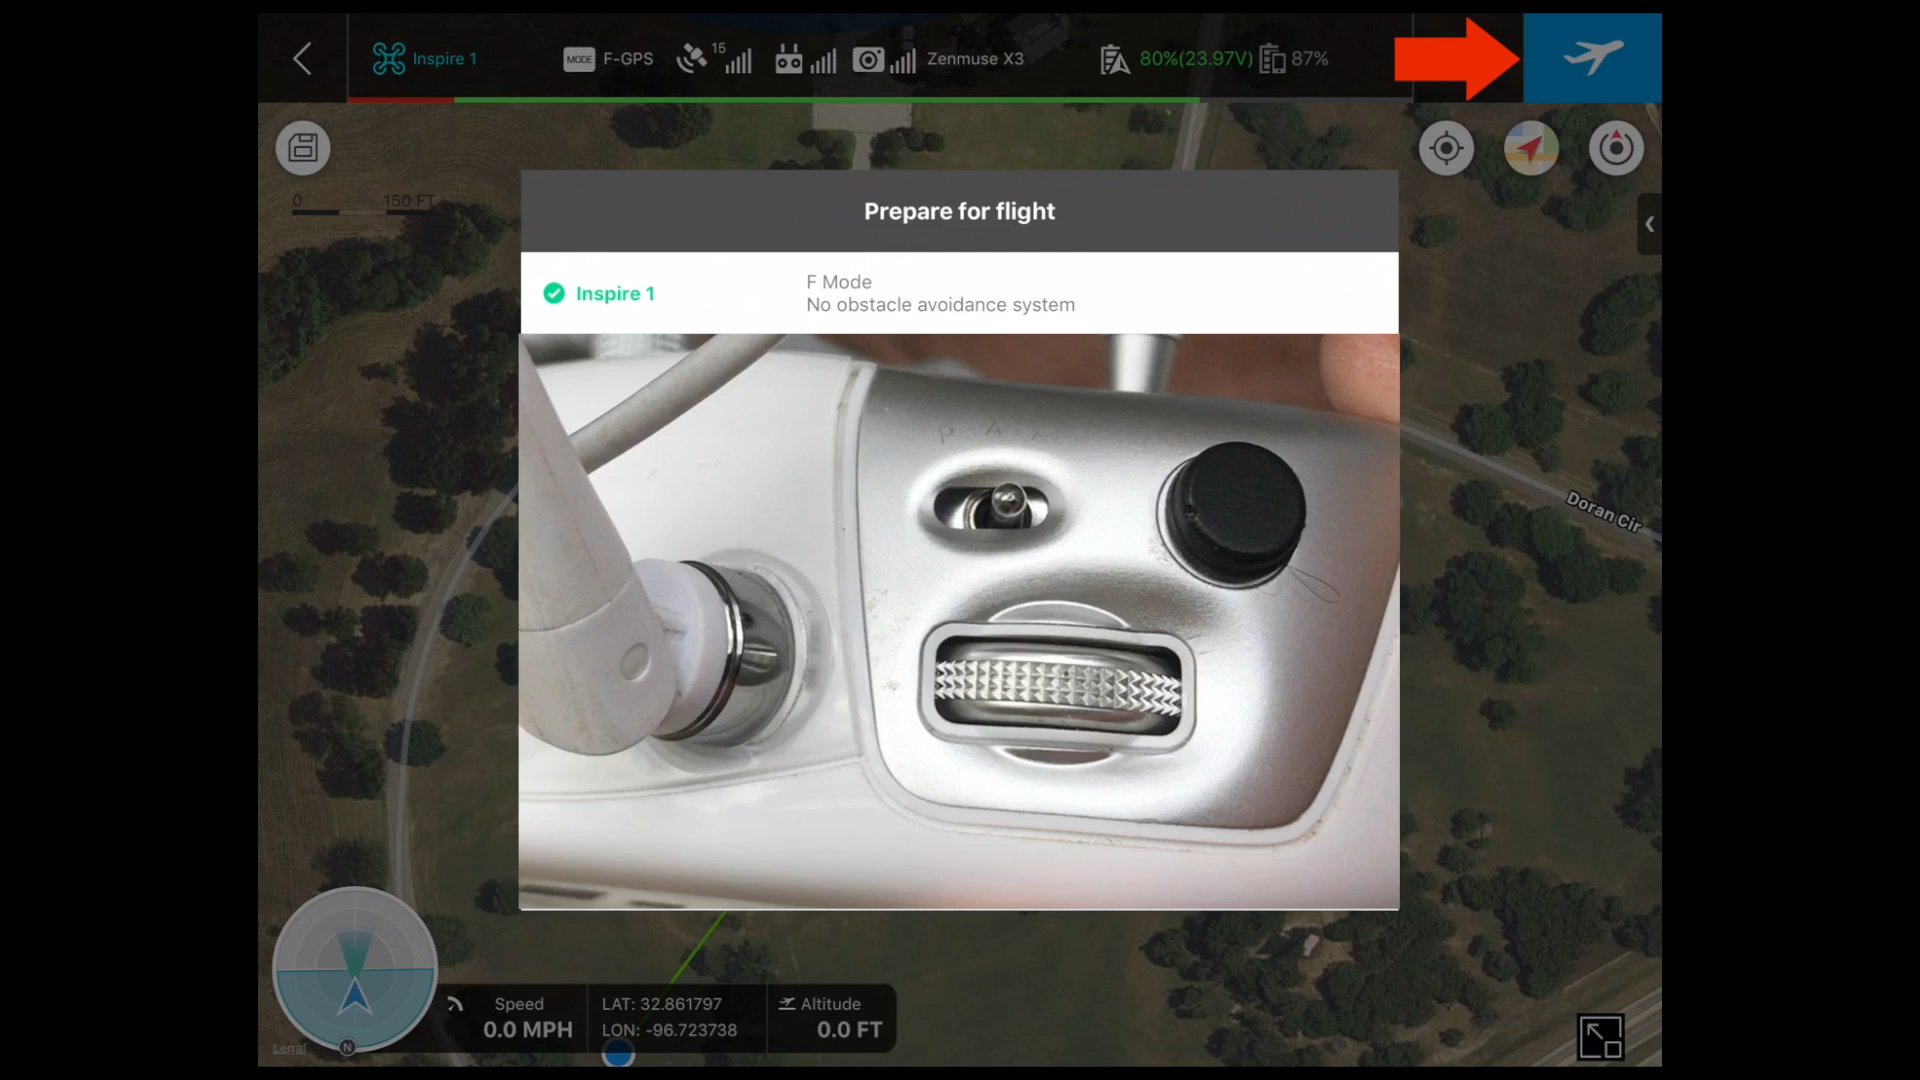 Inspire 1
MODE
F-GPS
15
Zenmuse X3
80%(23.97V)
87%
0 150 FT
Prepare for flight
Inspire 1
F Mode
No obstacle avoidance system
P A F
Doran Cir
Speed
0.0 MPH
LAT: 32.861797
LON: -96.723738
Altitude
0.0 FT
N
Legal